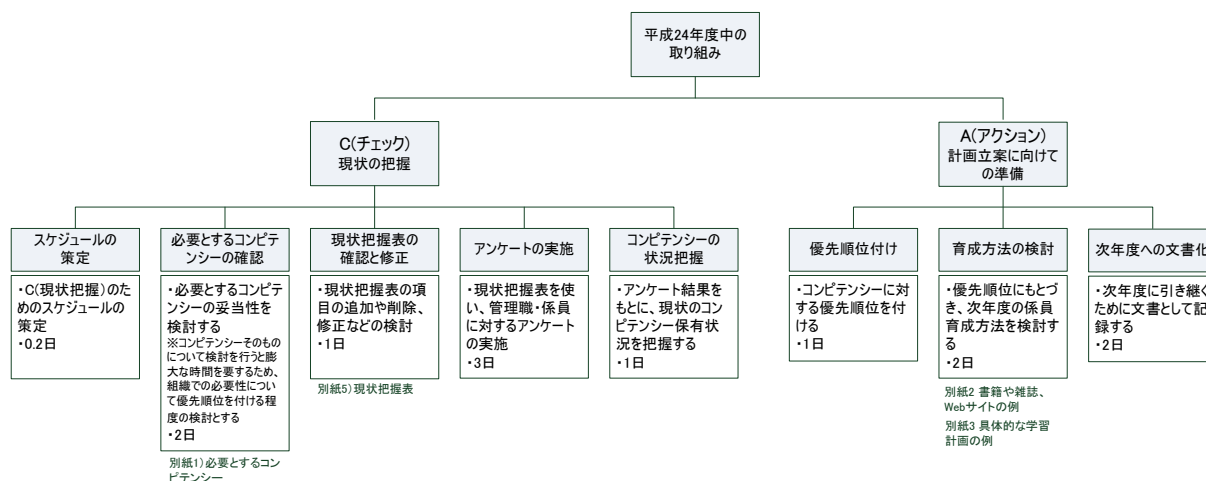 平成24年度中の
取り組み
C(チェック)
現状の把握
A(アクション)
計画立案に向けて
の準備
スケジュールの
策定
・C(現状把握)のた
めのスケジュールの
策定
・0.2日
必要とするコンピテ
ンシーの確認
・必要とするコンピテ
ンシーの妥当性を
検討する
※コンピテンシーそのもの
について検討を行うと膨
大な時間を要するため、
組織での必要性につい
て優先順位を付ける程
度の検討とする
・2日
別紙1)必要とするコン
ピテンシー
現状把握表の
確認と修正
・現状把握表の項
目の追加や削除、
修正などの検討
・1日
別紙5)現状把握表
アンケートの実施
・現状把握表を使
い、管理職・係員
に対するアンケート
の実施
・3日
コンピテンシーの
状況把握
・アンケート結果を
もとに、現状のコ
ンピテンシー保有状
況を把握する
・1日
優先順位付け
・コンピテンシーに対
する優先順位を付
ける
・1日
育成方法の検討
・優先順位にもとづ
き、次年度の係員
育成方法を検討す
る
・2日
別紙2 書籍や雑誌、
Webサイトの例
別紙3 具体的な学習
計画の例
次年度への文書化
・次年度に引き継ぐ
ために文書として記
録する
・2日